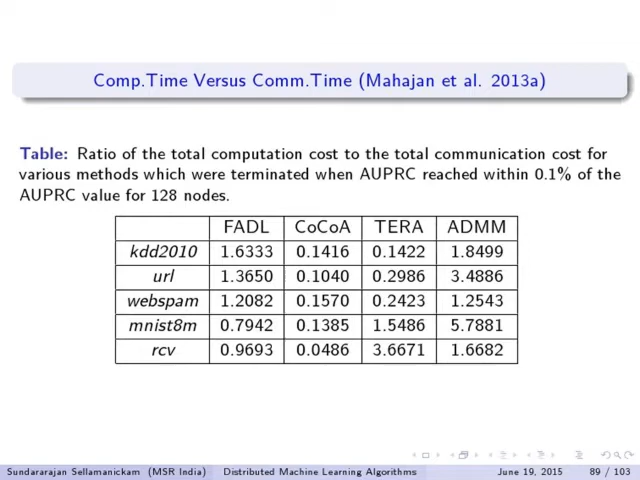 Comp.Time Versus Comm.Time (Mahajan et al. 2013a)
Table: Ratio of the total computation cost to the total communication cost for
various methods which were terminated when AUPRC reached within 0.1% of the
AUPRC value for 128 nodes.
FADL CoCoA TERA ADMM
kdd2010 1.6333 0.1416 0.1422 1.8499
url 1.3650 0.1040 0.2986 3.4886
webspam 1.2082 0.1570 0.2423 1.2543
mnist8m 0.7942 0.1385 1.5486 5.7881
rcv 0.9693 0.0486 3.6671 1.6682
Sundararajan Sellamanickam (MSR India) Distributed Machine Learning Algorithms June 19, 2015 89 / 103